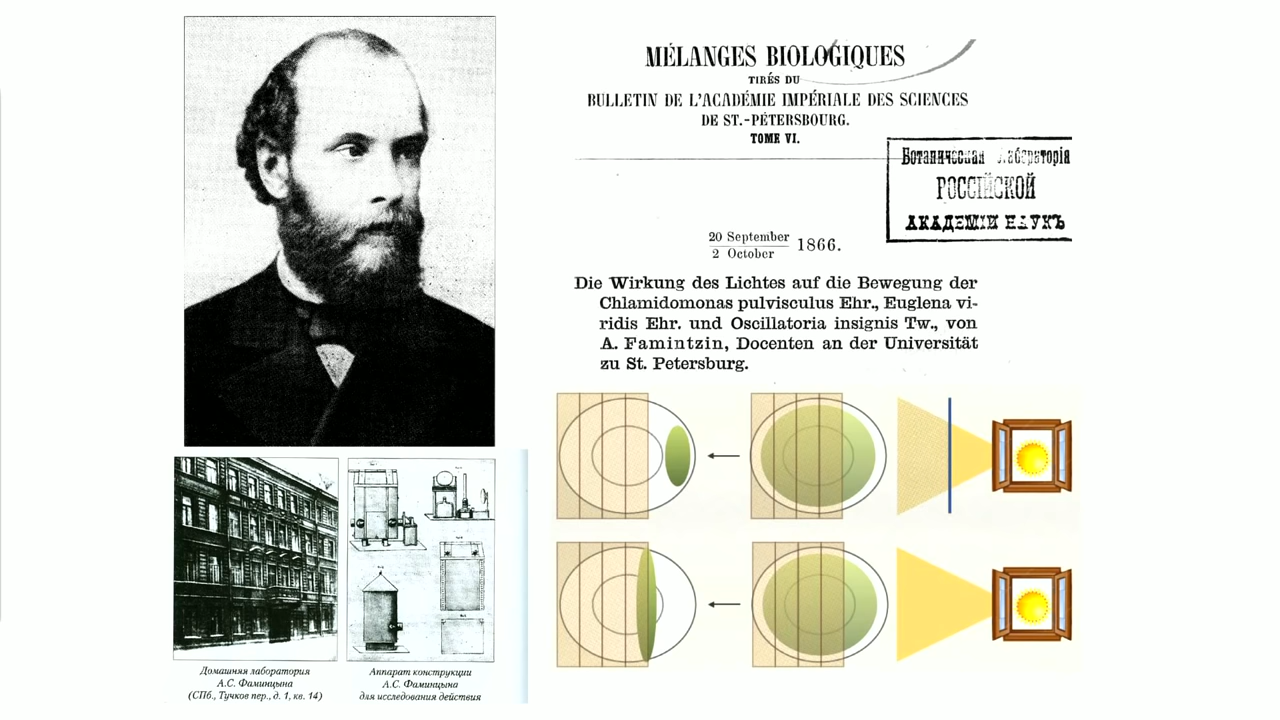 MÉLANGES BIOLOGIQUES
TIRÉS DU
BULLETIN DE L'ACADÉMIE IMPÉRIALE DES SCIENCES
DE ST.-PÉTERSBOURG.
TOME VI.
Ботаническая Лабораторія
РОССІЙСКОЙ
АКАДЕМІИ НАУКЪ
20 September
2 October
1866.
Die Wirkung des Lichtes auf die Bewegung der
Chlamidomonas pulvisculus Ehr., Euglena vi-
ridis Ehr. und Oscillatoria insignis Tw., von
A. Famintzin, Docenten an der Universität
zu St. Petersburg.
Домашняя лаборатория
А.С. Фаминцына
(СПб., Тучков пер., д. 1, кв. 14)
Аппарат конструкции
А.С. Фаминцына
для исследования действия